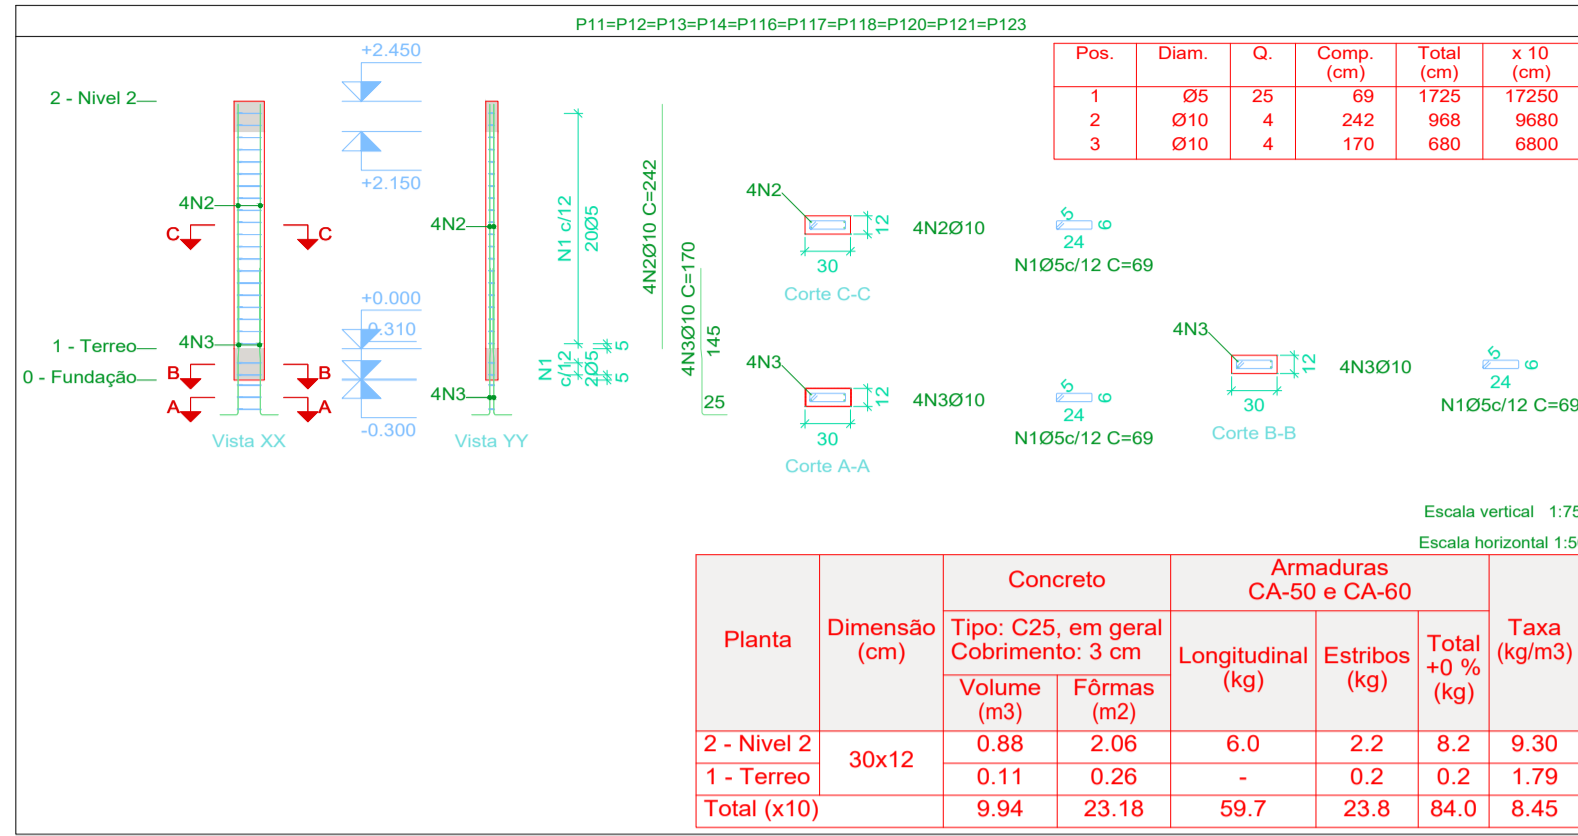 P11=P12=P13=P14=P116=P117=P118=P120=P121=P123
Pos. Diam. Q. Comp. (cm) Total (cm) x 10 (cm)
1 Ø5 25 69 1725 17250
2 Ø10 4 242 968 9680
3 Ø10 4 170 680 6800
2 - Nivel 2
1 - Terreo
0 - Fundação
4N2
4N3
C C
B B
A A
Vista XX
+2.450
+2.150
+0.000
0.310
-0.300
4N2
4N3
Vista YY
N1 c/12
20Ø5
N1
c/12
2Ø5
5
5
4N2Ø10 C=242
4N3Ø10 C=170
145
25
4N2
12
30
Corte C-C
4N2Ø10
5
6
24
N1Ø5c/12 C=69
4N3
12
30
Corte A-A
4N3Ø10
5
6
24
N1Ø5c/12 C=69
4N3
12
30
Corte B-B
4N3Ø10
5
6
24
N1Ø5c/12 C=69
Escala vertical 1:75
Escala horizontal
Planta
Dimensão
(cm)
Concreto
Tipo: C25, em geral
Cobrimento: 3 cm
Volume
(m3)
Fôrmas
(m2)
Armaduras
CA-50 e CA-60
Longitudinal
(kg)
Estribos
(kg)
Total
+0 %
(kg)
Taxa
(kg/m3)
2 - Nivel 2 30x12 0.88 2.06 6.0 2.2 8.2 9.30
1 - Terreo 0.11 0.26 - 0.2 0.2 1.79
Total (x10) 9.94 23.18 59.7 23.8 84.0 8.45